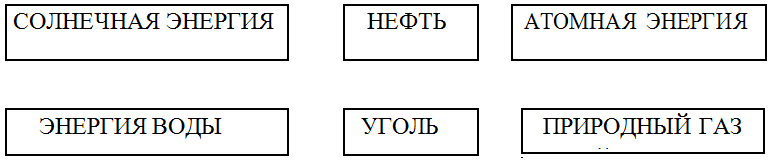 СОЛНЕЧНАЯ ЭНЕРГИЯ
НЕФТЬ
АТОМНАЯ ЭНЕРГИЯ
ЭНЕРГИЯ ВОДЫ
УГОЛЬ
ПРИРОДНЫЙ ГАЗ